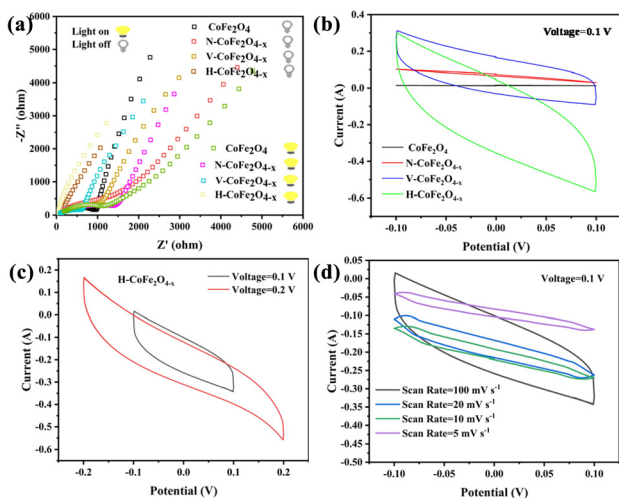 (a)
Light on
Light off
CoFe2O4
N-CoFe2O4-x
V-CoFe2O4-x
H-CoFe2O4-x
CoFe2O4
N-CoFe2O4-x
V-CoFe2O4-x
H-CoFe2O4-x
6000
5000
4000
3000
2000
1000
0
-Z'' (ohm)
0 1000 2000 3000 4000 5000 6000
Z' (ohm)
(b)
Voltage=0.1 V
0.4
0.2
0.0
-0.2
-0.4
-0.6
Current (A)
CoFe2O4
N-CoFe2O4-x
V-CoFe2O4-x
H-CoFe2O4-x
-0.10 -0.05 0.00 0.05 0.10
Potential (V)
(c)
H-CoFe2O4-x
Voltage=0.1 V
Voltage=0.2 V
0.2
0.1
0.0
-0.1
-0.2
-0.3
-0.4
-0.5
-0.6
Current (A)
-0.2 -0.1 0.0 0.1 0.2
Potential (V)
(d)
Voltage=0.1 V
0.05
0.00
-0.05
-0.10
-0.15
-0.20
-0.25
-0.30
-0.35
-0.40
-0.45
-0.50
Current (A)
Scan Rate=100 mV s-1
Scan Rate=20 mV s-1
Scan Rate=10 mV s-1
Scan Rate=5 mV s-1
-0.10 -0.05 0.00 0.05 0.10
Potential (V)